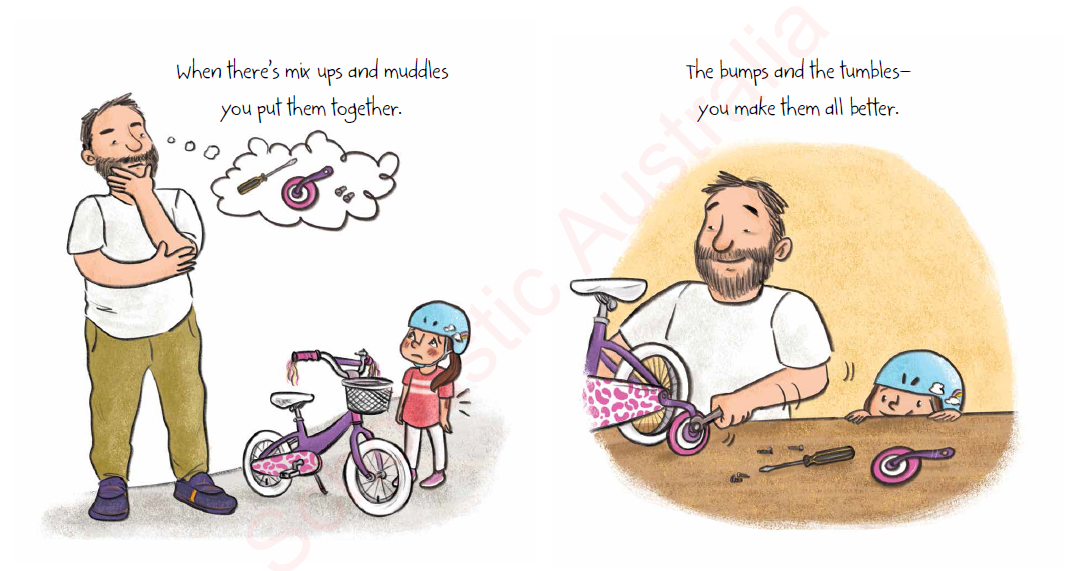 When there's mix ups and muddles
you put them together.
The bumps and the tumbles—
you make them all better.
Scholastic Australia